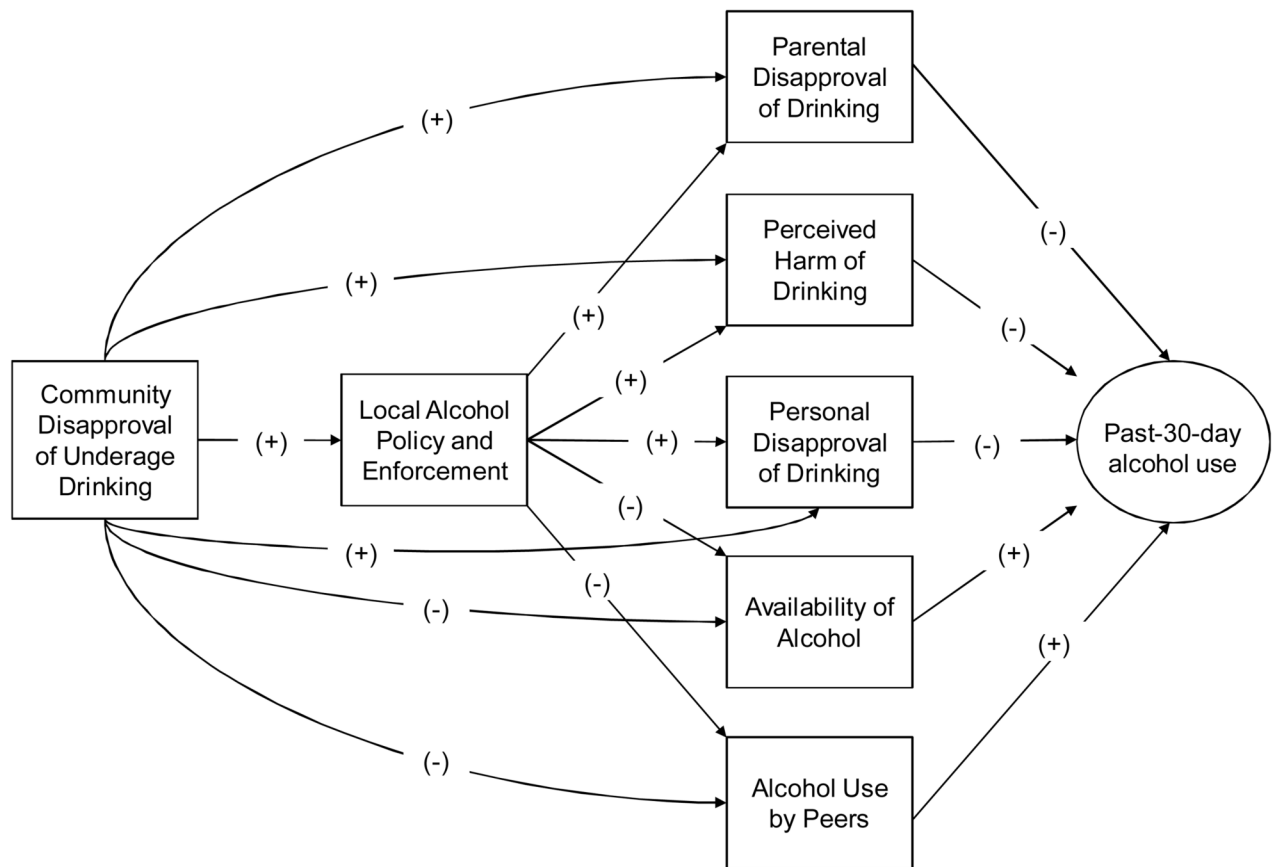 Parental
Disapproval
of Drinking
(+)
(-)
Perceived
Harm of
Drinking
(+)
(+)
(-)
Community
Disapproval
of Underage
Drinking
(+)
Local Alcohol
Policy and
Enforcement
(+)
(+)
Personal
Disapproval
of Drinking
(-)
Past-30-day
alcohol use
(-)
(+)
(+)
(-)
(-)
Availability of
Alcohol
(+)
(-)
Alcohol Use
by Peers